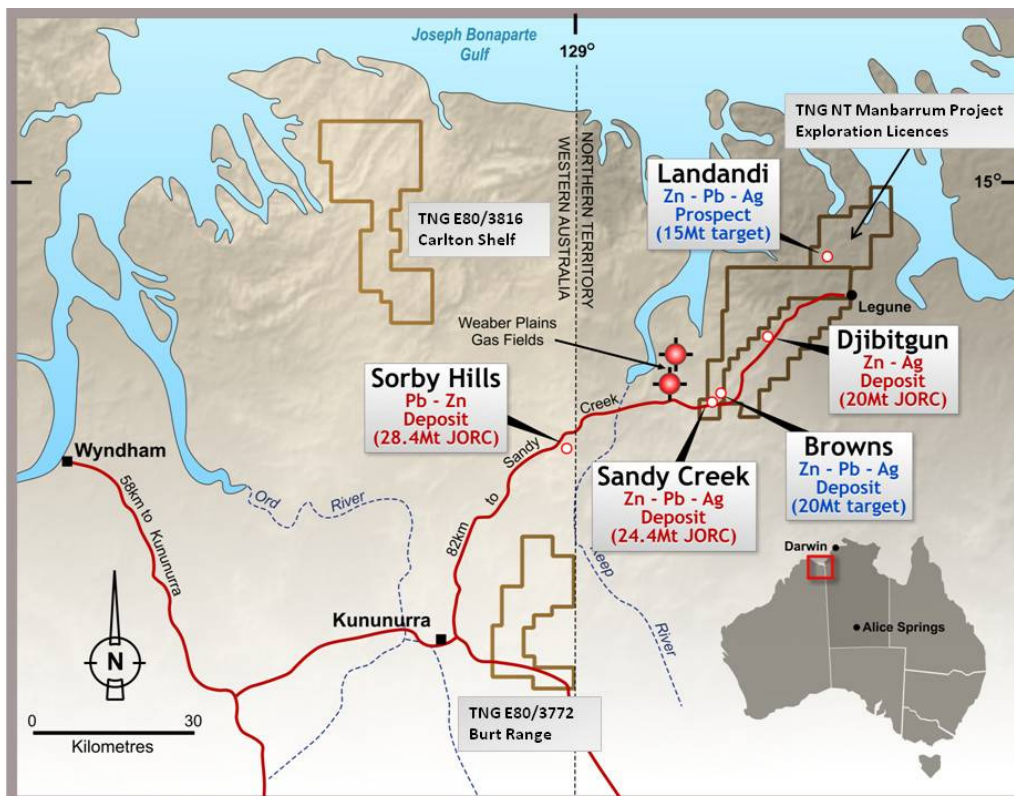 Joseph Bonaparte
Gulf
129°
TNG NT Manbarrum Project
Exploration Licences
NORTHERN TERRITORY
WESTERN AUSTRALIA
Landandi
Zn - Pb - Ag
Prospect
(15Mt target)
15°
TNG E80/3816
Carlton Shelf
Legune
Weaber Plains
Gas Fields
Djibitgun
Zn - Ag
Deposit
(20Mt JORC)
Sorby Hills
Pb - Zn
Deposit
(28.4Mt JORC)
Browns
Zn - Pb - Ag
Deposit
(20Mt target)
Sandy Creek
Zn - Pb - Ag
Deposit
(24.4Mt JORC)
Wyndham
58km to Kununurra
Ord River
82km to Sandy Creek
Keep River
Kununurra
TNG E80/3772
Burt Range
N
0 30
Kilometres
Darwin
Alice Springs